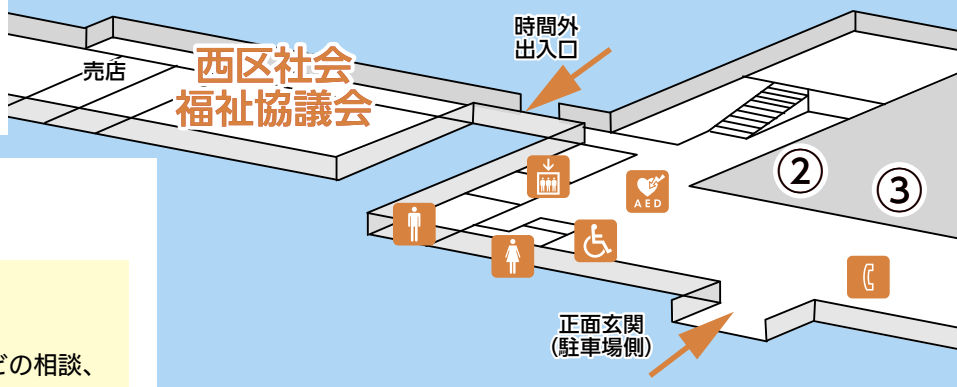 時間外
出入口
売店
西区社会
福祉協議会
AED
②
③
正面玄関
（駐車場側）
どの相談、